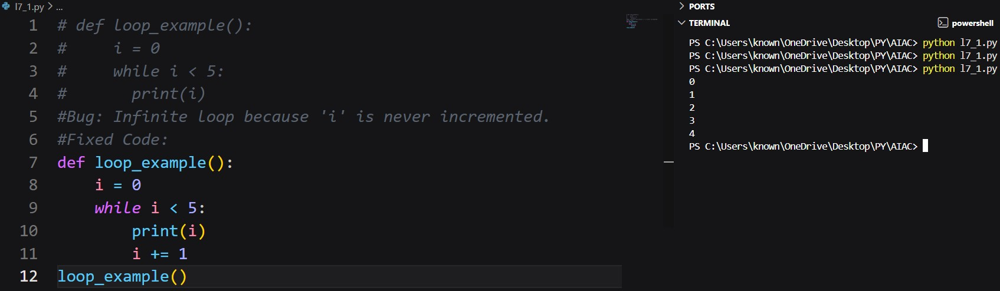 l7_1.py > ...
1 # def loop_example():
2 #     i = 0
3 #     while i < 5:
4 #       print(i)
5 #Bug: Infinite loop because 'i' is never incremented.
6 #Fixed Code:
7 def loop_example():
8     i = 0
9     while i < 5:
10         print(i)
11         i += 1
12 loop_example()
PORTS
TERMINAL
powershell
PS C:\Users\known\OneDrive\Desktop\PY\AIAC> python l7_1.py
PS C:\Users\known\OneDrive\Desktop\PY\AIAC> python l7_1.py
PS C:\Users\known\OneDrive\Desktop\PY\AIAC> python l7_1.py
0
1
2
3
4
PS C:\Users\known\OneDrive\Desktop\PY\AIAC>